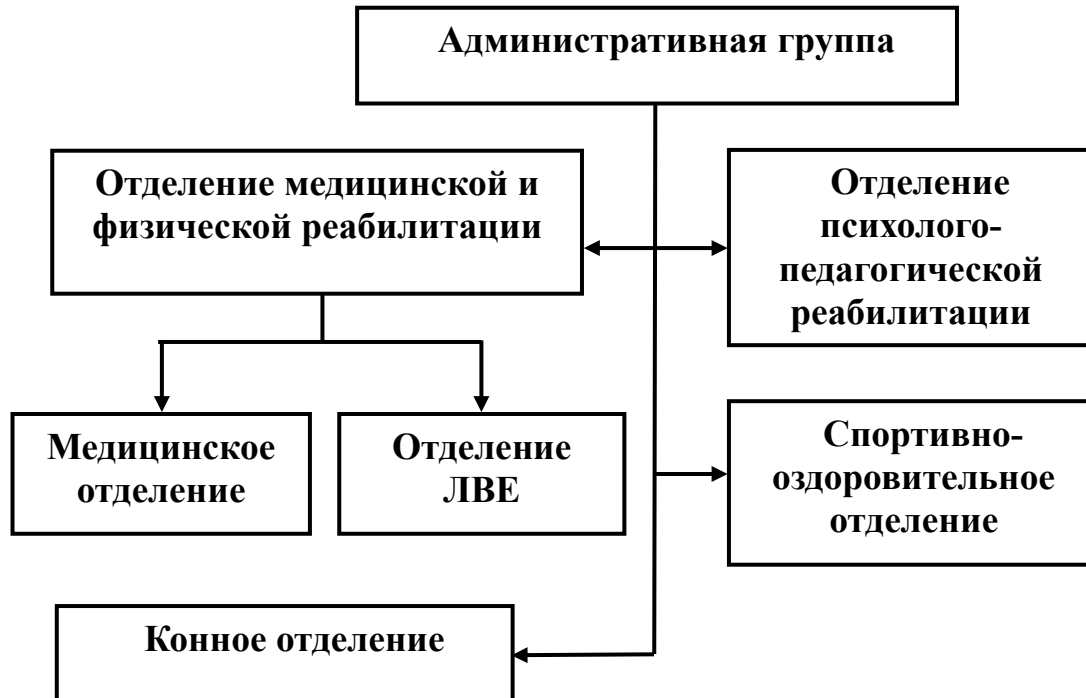 Административная группа
Отделение медицинской и
физической реабилитации
Отделение
психолого-
педагогической
реабилитации
Медицинское
отделение
Отделение
ЛВЕ
Спортивно-
оздоровительное
отделение
Конное отделение